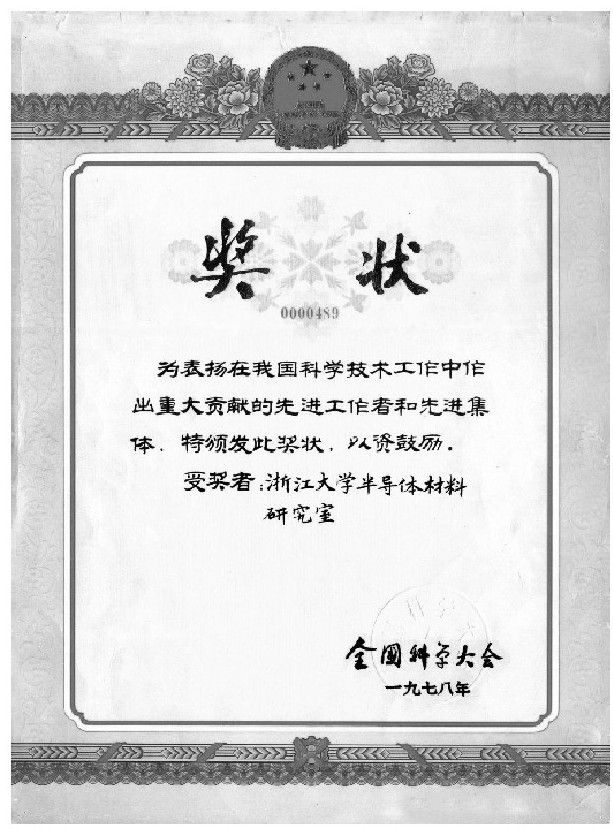 奖状
0000489
为表扬在我国科学技术工作中作
出重大贡献的先进工作者和先进集
体、特颁发此奖状，以资鼓励．
受奖者：浙江大学半导体材料
研究室
全国科学大会
一九七八年